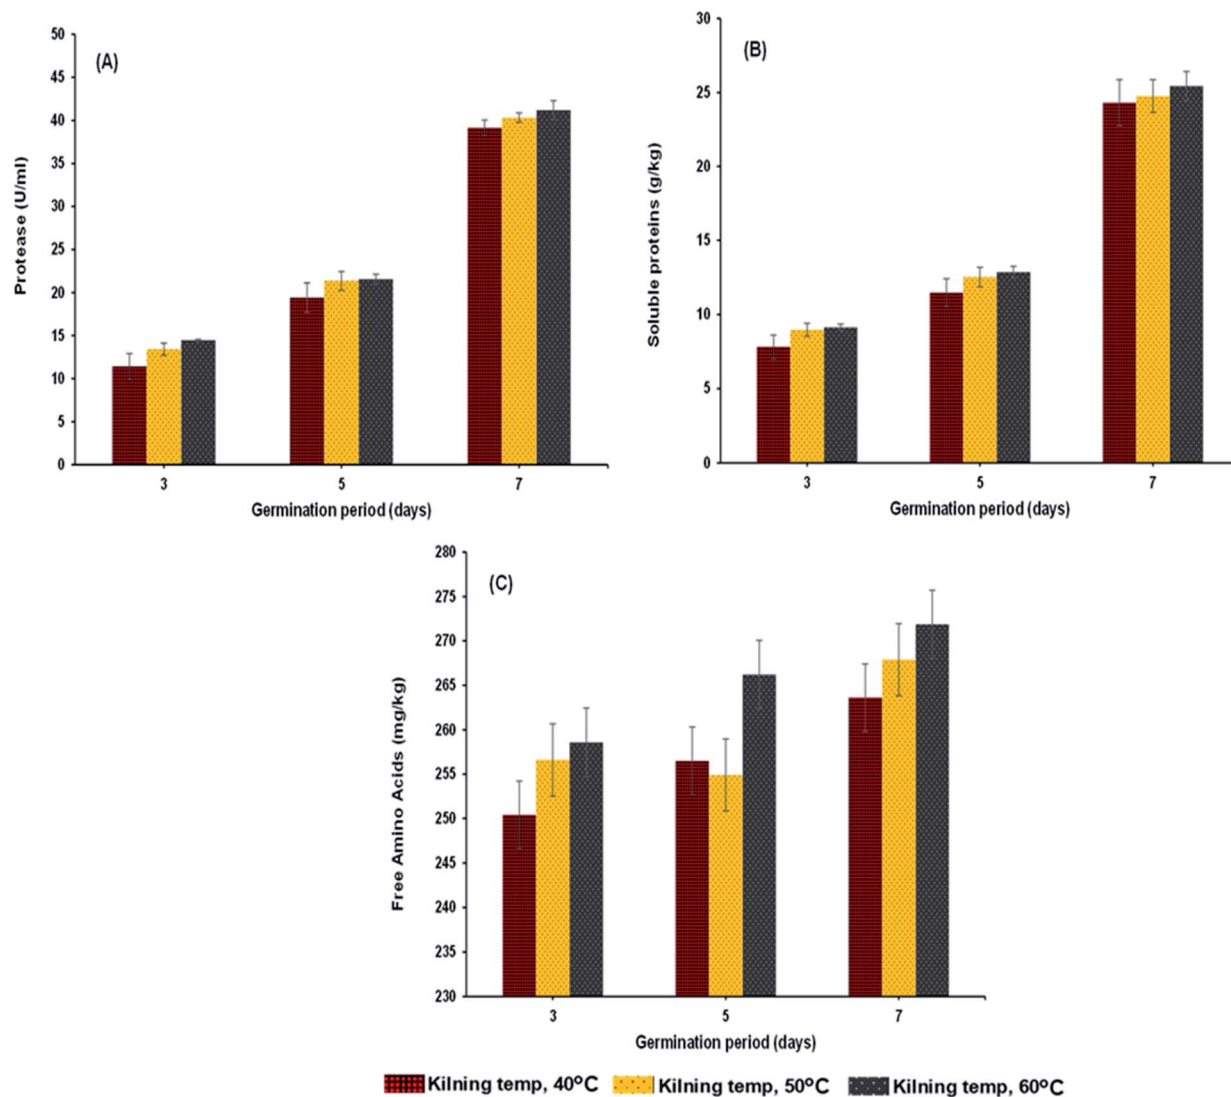 (A)
Protease (U/ml)
50
45
40
35
30
25
20
15
10
5
0
3 5 7
Germination period (days)
(B)
Soluble proteins (g/kg)
30
25
20
15
10
5
0
3 5 7
Germination period (days)
(C)
Free Amino Acids (mg/kg)
280
275
270
265
260
255
250
245
240
235
230
3 5 7
Germination period (days)
Kilning temp, 40°C Kilning temp, 50°C Kilning temp, 60°C